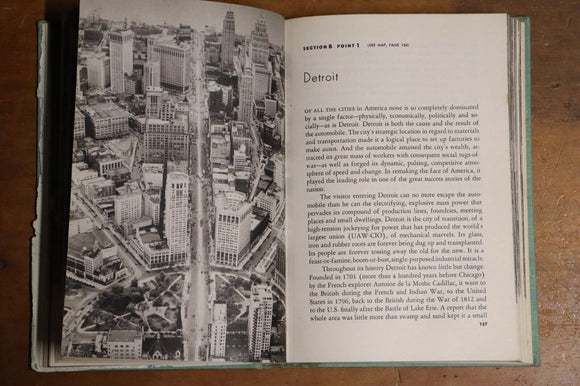 SECTION B POINT 1 (SEE MAP, PAGE 136)
Detroit
OF ALL THE CITIES in America none is so completely dominated
by a single factor—physically, economically, politically and so-
cially—as is Detroit. Detroit is both the cause and the result of
the automobile. The city's strategic location in regard to materials
and transportation made it a logical place to set up factories to
make autos. And the automobile amassed the city's wealth, at-
tracted its great mass of workers with consequent social rugs-of-
war—as well as forged its dynamic, pulsing, competitive atmo-
sphere of speed and change. In remaking the face of America, it
played the leading role in one of the great success stories of the
nation.
The visitor entering Detroit can no more escape the auto-
mobile than he can the electrifying, explosive mass power that
pervades its compound of production lines, foundries, meeting
places and small dwellings. Detroit is the city of transition, of a
high-tension jockeying for power that has produced the world's
largest union (UAW-CIO), of mechanical marvels. Its glass,
iron and rubber roots are forever being dug up and transplanted.
Its people are forever tossing away the old for the new. It is a
feast-or-famine, boom-or-bust, single-purposed industrial miracle.
Throughout its history Detroit has known little but change.
Founded in 1701 (more than a hundred years before Chicago)
by the French explorer Antoine de la Mothe Cadillac, it went to
the British during the French and Indian War, to the United
States in 1796, back to the British during the War of 1812 and
to the U.S. finally after the Battle of Lake Erie. A report that the
whole area was little more than swamp and sand kept it a small
137